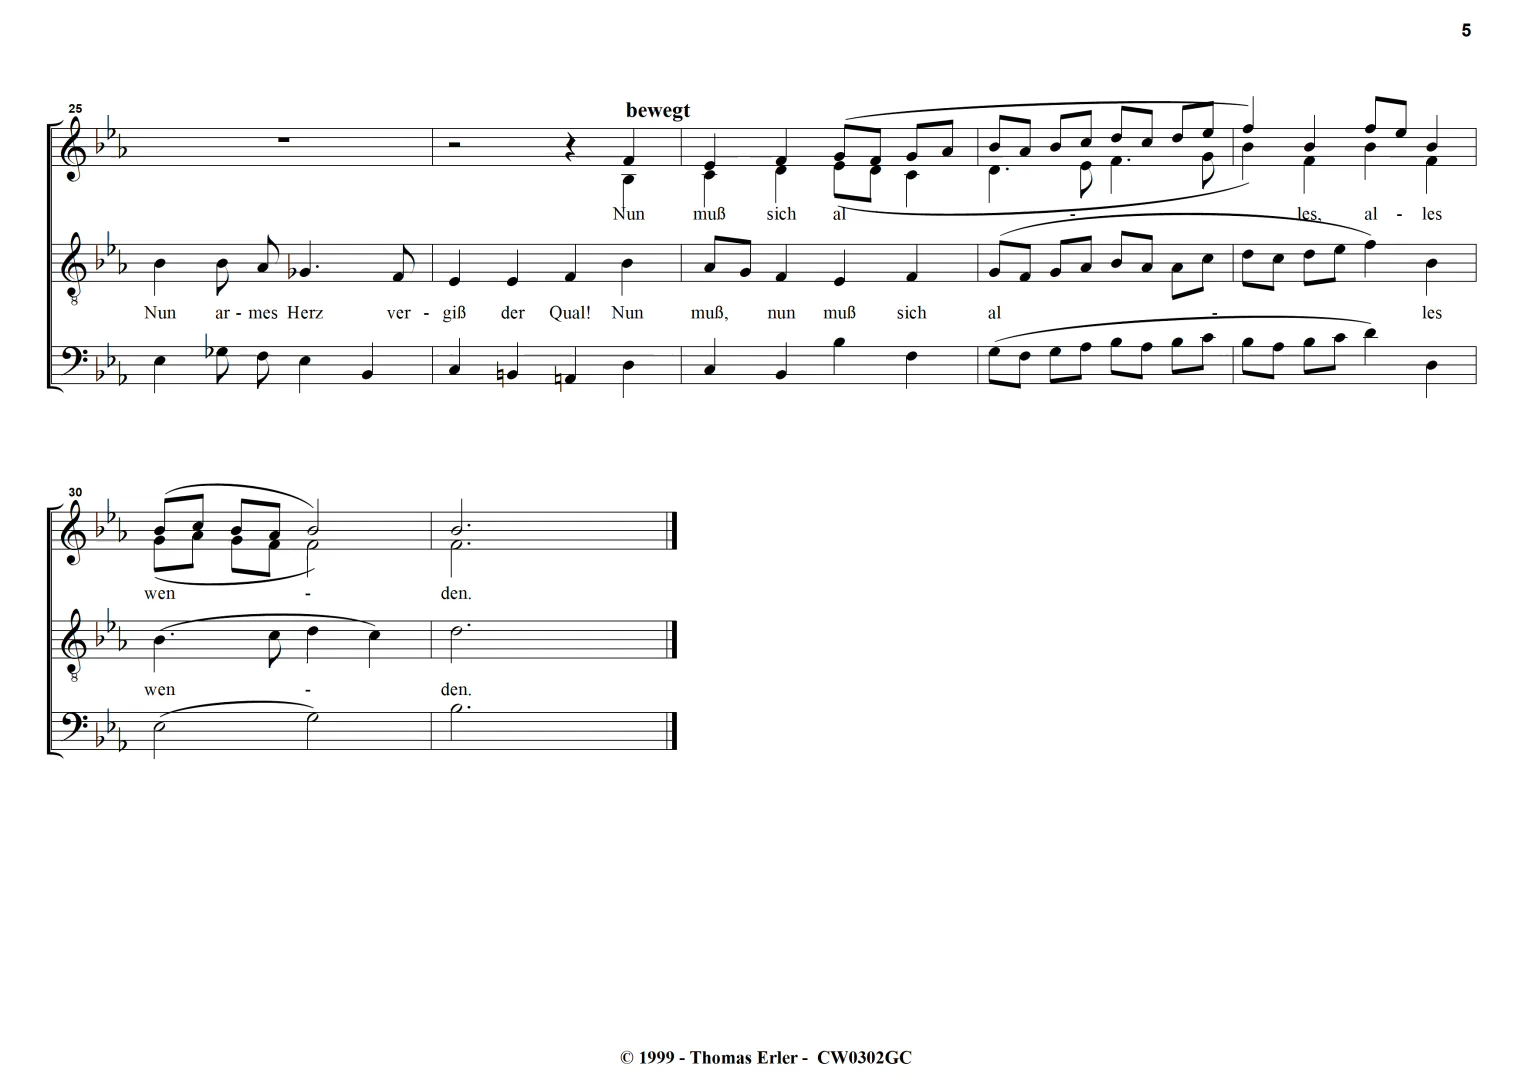 5
25
bewegt
Nun muß sich al - les, al - les
Nun ar - mes Herz ver - giß der Qual! Nun muß, nun muß sich al - les
30
wen - den.
wen - den.
© 1999 - Thomas Erler - CW0302GC